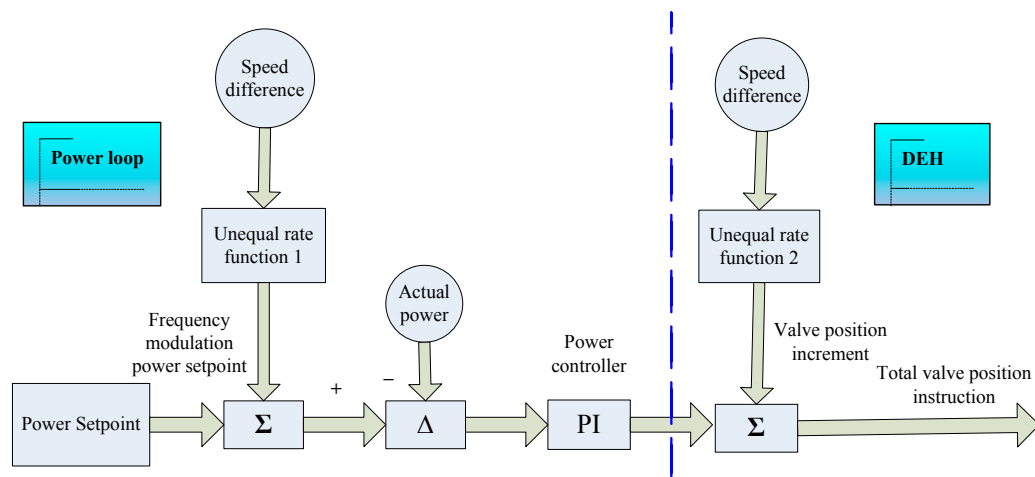 Speed
difference
Speed
difference
Power loop
DEH
Unequal rate
function 1
Unequal rate
function 2
Actual
power
Frequency
modulation
power setpoint
Power
controller
Valve position
increment
Total valve position
instruction
+
−
Power Setpoint
Σ
Δ
PI
Σ